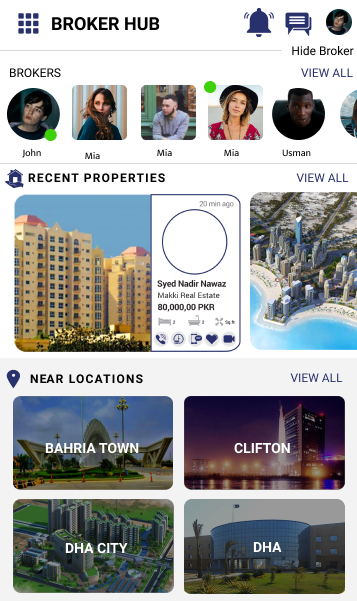 BROKER HUB
Hide Broker
BROKERS VIEW ALL
John Mia Mia Mia Usman
RECENT PROPERTIES VIEW ALL
20 min ago
Syed Nadir Nawaz
Makki Real Estate
80,000,00 PKR
2 2 Sq.ft
NEAR LOCATIONS VIEW ALL
BAHRIA TOWN CLIFTON
DHA CITY DHA